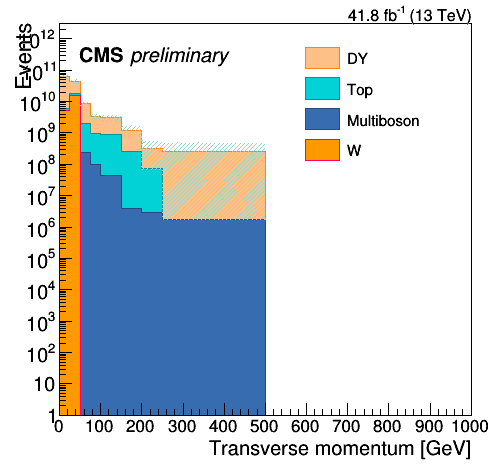 41.8 fb⁻¹ (13 TeV)
Events
CMS preliminary
DY
Top
Multiboson
W
10¹²
10¹¹
10¹⁰
10⁹
10⁸
10⁷
10⁶
10⁵
10⁴
10³
10²
10
1
0 100 200 300 400 500 600 700 800 900 1000
Transverse momentum [GeV]